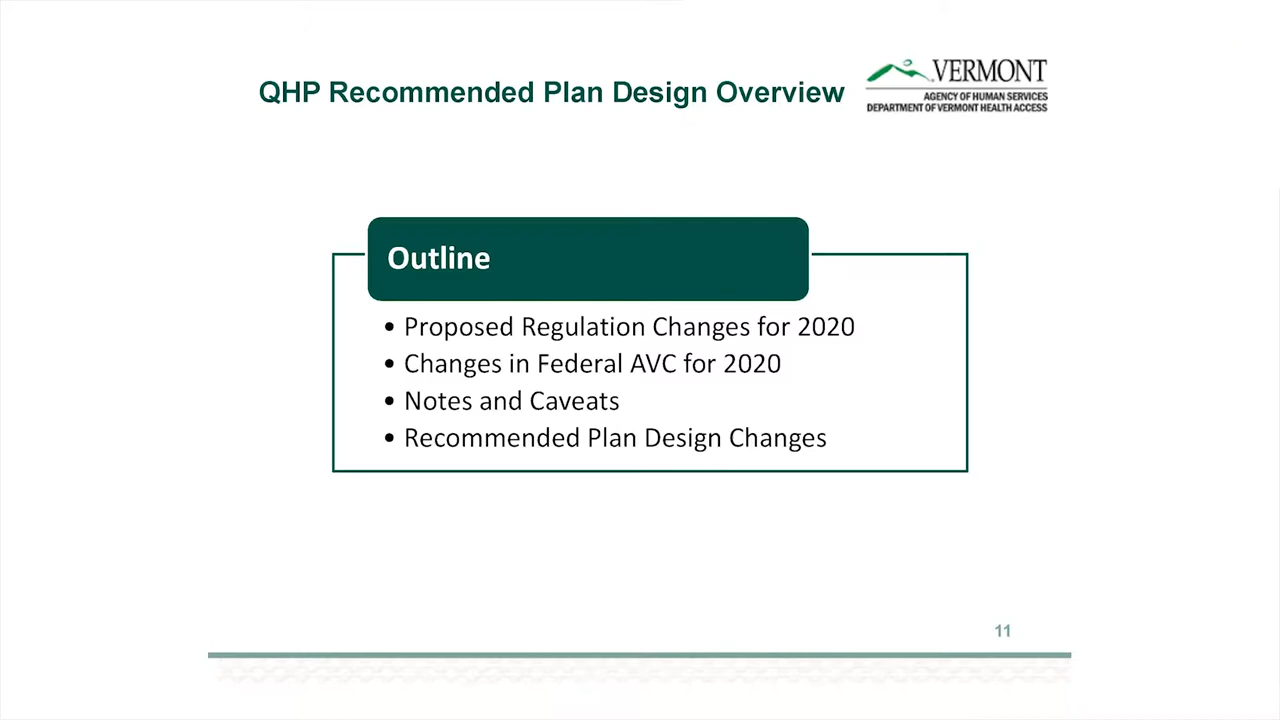 QHP Recommended Plan Design Overview
VERMONT
AGENCY OF HUMAN SERVICES
DEPARTMENT OF VERMONT HEALTH ACCESS
Outline
• Proposed Regulation Changes for 2020
• Changes in Federal AVC for 2020
• Notes and Caveats
• Recommended Plan Design Changes
11